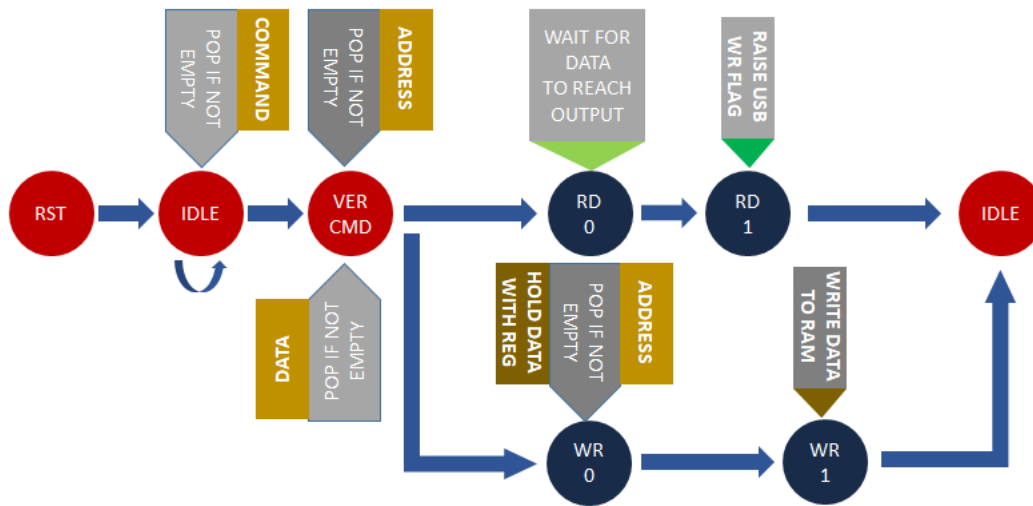 POP IF NOT
EMPTY
COMMAND
POP IF NOT
EMPTY
ADDRESS
WAIT FOR
DATA
TO REACH
OUTPUT
RAISE USB
WR FLAG
RST
IDLE
VER
CMD
RD
0
RD
1
IDLE
DATA
POP IF NOT
EMPTY
HOLD DATA
WITH REG
POP IF NOT
EMPTY
ADDRESS
WRITE DATA
TO RAM
WR
0
WR
1